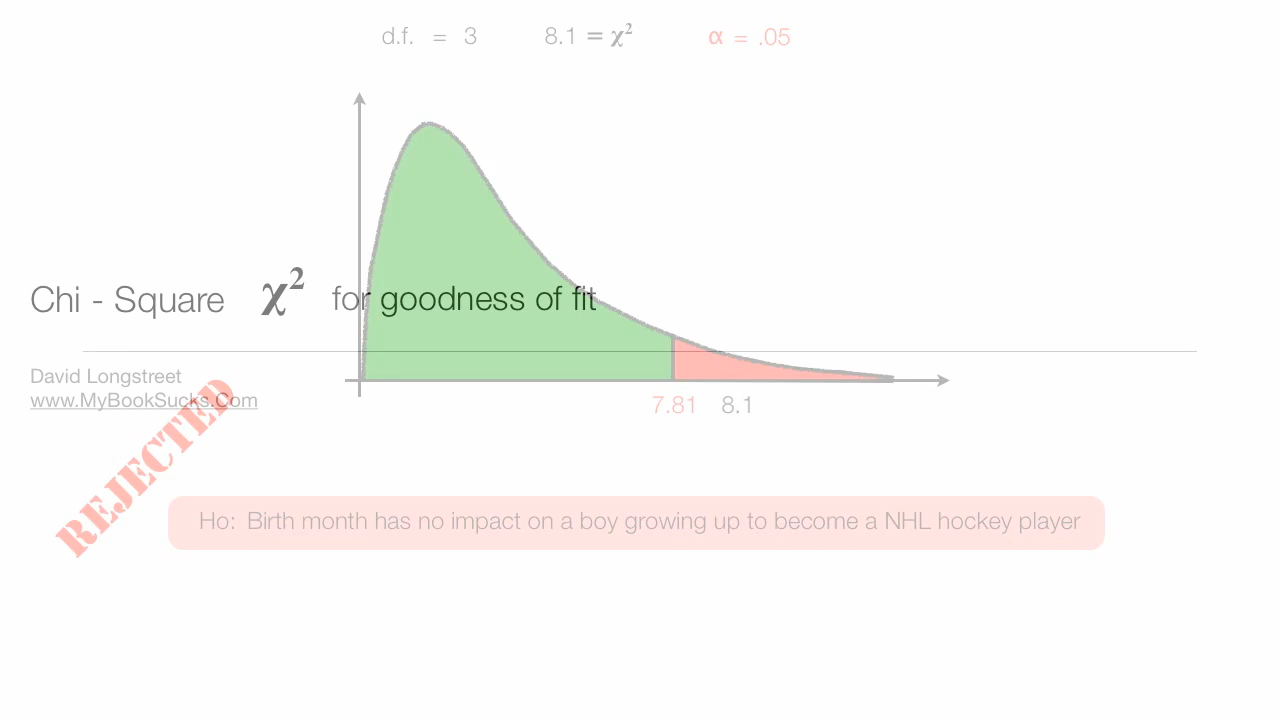 d.f. = 3 8.1 = χ² α = .05
Chi - Square χ² for goodness of fit
David Longstreet
www.MyBookSucks.Com
7.81 8.1
REJECTED
Ho: Birth month has no impact on a boy growing up to become a NHL hockey player